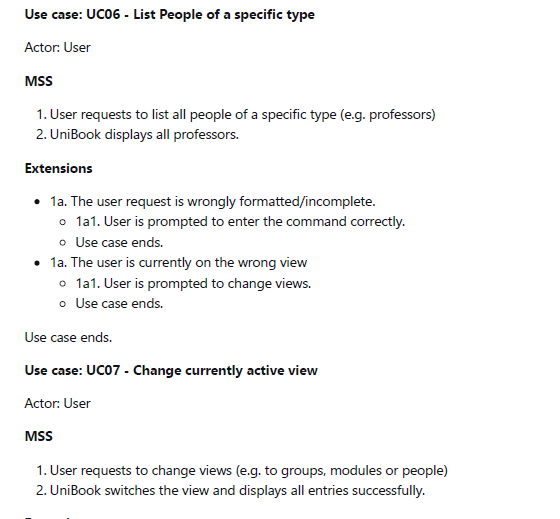 Use case: UC06 - List People of a specific type
Actor: User
MSS
1. User requests to list all people of a specific type (e.g. professors)
2. UniBook displays all professors.
Extensions
• 1a. The user request is wrongly formatted/incomplete.
○ 1a1. User is prompted to enter the command correctly.
○ Use case ends.
• 1a. The user is currently on the wrong view
○ 1a1. User is prompted to change views.
○ Use case ends.
Use case ends.
Use case: UC07 - Change currently active view
Actor: User
MSS
1. User requests to change views (e.g. to groups, modules or people)
2. UniBook switches the view and displays all entries successfully.